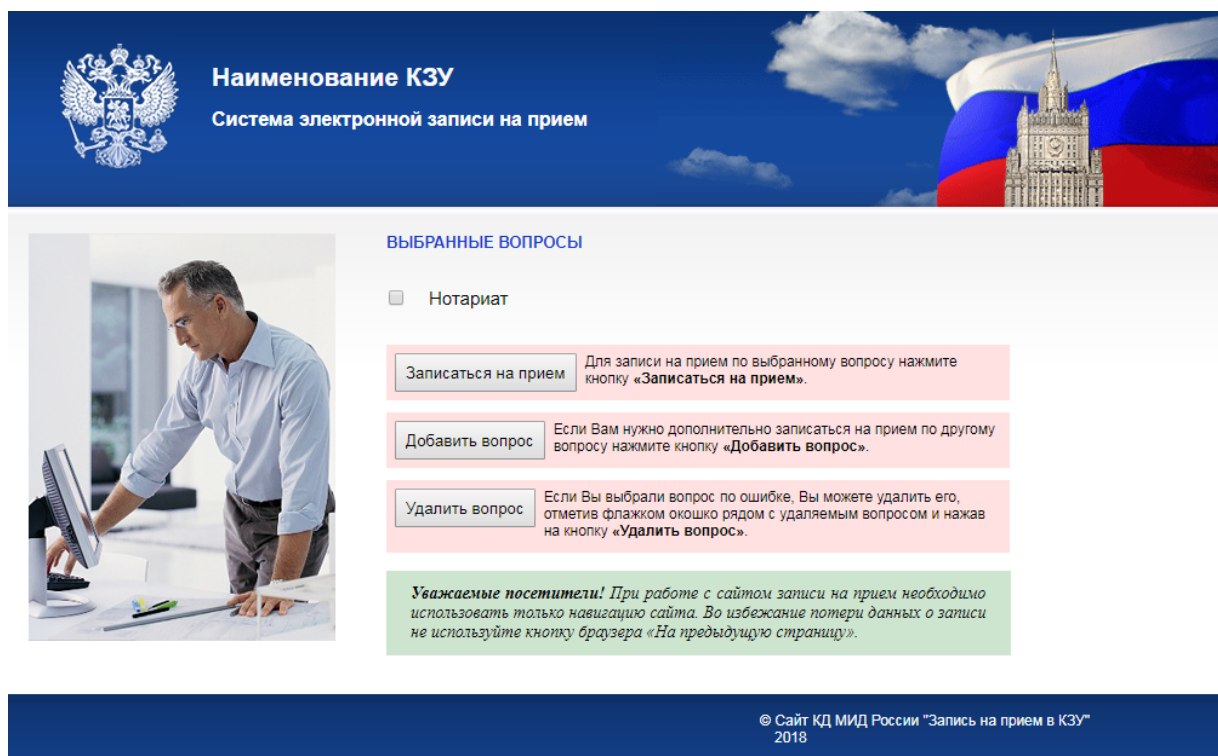 Наименование КЗУ
Система электронной записи на прием
ВЫБРАННЫЕ ВОПРОСЫ
Нотариат
Записаться на прием
Для записи на прием по выбранному вопросу нажмите
кнопку «Записаться на прием».
Добавить вопрос
Если Вам нужно дополнительно записаться на прием по другому
вопросу нажмите кнопку «Добавить вопрос».
Удалить вопрос
Если Вы выбрали вопрос по ошибке, Вы можете удалить его,
отметив флажком окошко рядом с удаляемым вопросом и нажав
на кнопку «Удалить вопрос».
Уважаемые посетители! При работе с сайтом записи на прием необходимо
использовать только навигацию сайта. Во избежание потери данных о записи
не используйте кнопку браузера «На предыдущую страницу».
© Сайт КД МИД России "Запись на прием в КЗУ"
2018